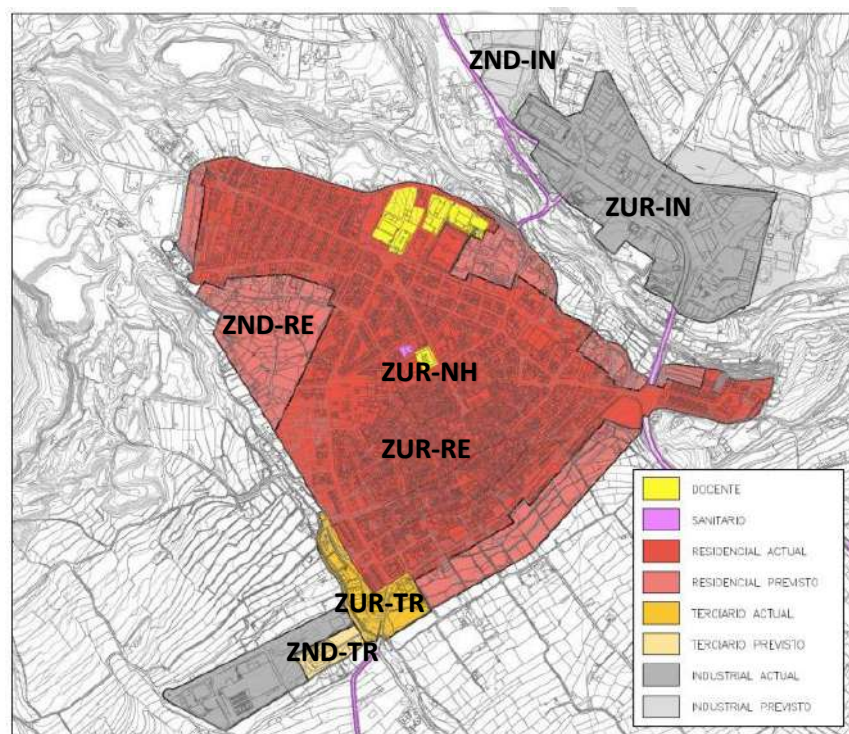 ZND-IN
ZUR-IN
ZND-RE
ZUR-NH
ZUR-RE
ZUR-TR
ZND-TR
DOCENTE
SANITARIO
RESIDENCIAL ACTUAL
RESIDENCIAL PREVISTO
TERCIARIO ACTUAL
TERCIARIO PREVISTO
INDUSTRIAL ACTUAL
INDUSTRIAL PREVISTO